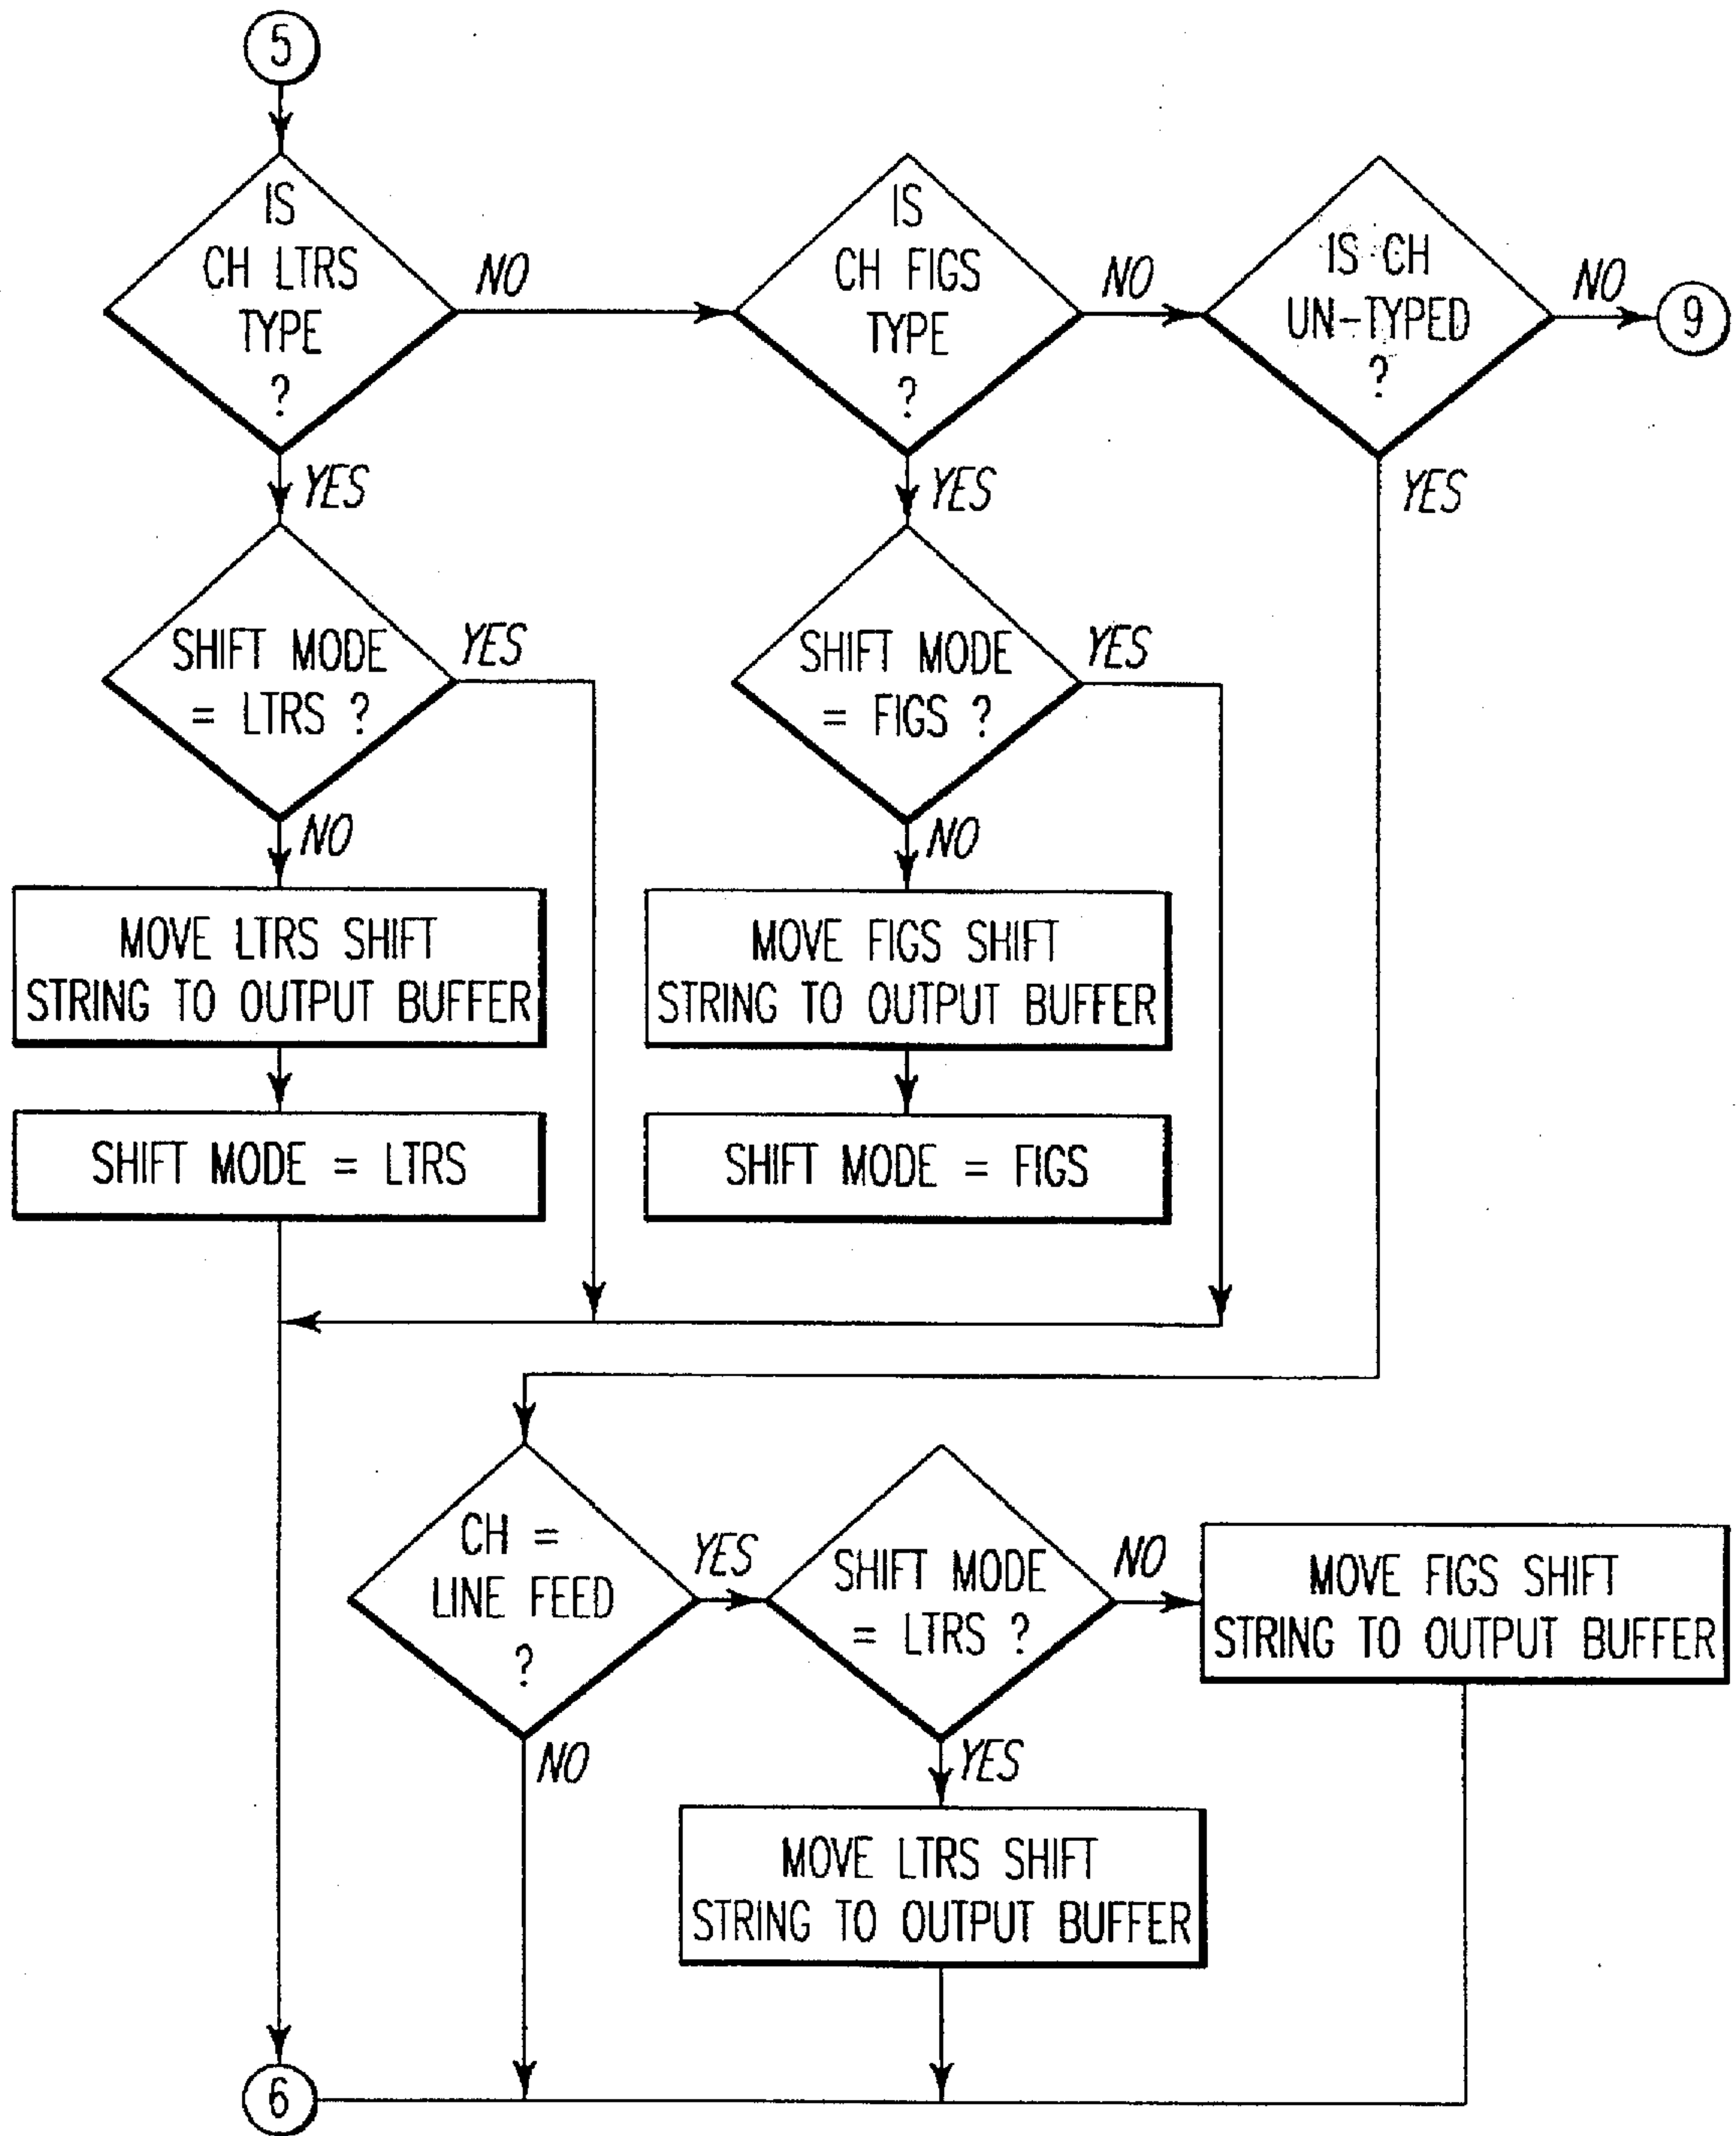 5
IS
CH LTRS
TYPE
?
NO
IS
CH FIGS
TYPE
?
NO
IS CH
UN-TYPED
?
NO
9
YES
YES
YES
SHIFT MODE
= LTRS ?
YES
SHIFT MODE
= FIGS ?
YES
NO
NO
MOVE LTRS SHIFT
STRING TO OUTPUT BUFFER
MOVE FIGS SHIFT
STRING TO OUTPUT BUFFER
SHIFT MODE = LTRS
SHIFT MODE = FIGS
CH =
LINE FEED
?
YES
SHIFT MODE
= LTRS ?
NO
MOVE FIGS SHIFT
STRING TO OUTPUT BUFFER
NO
YES
MOVE LTRS SHIFT
STRING TO OUTPUT BUFFER
6